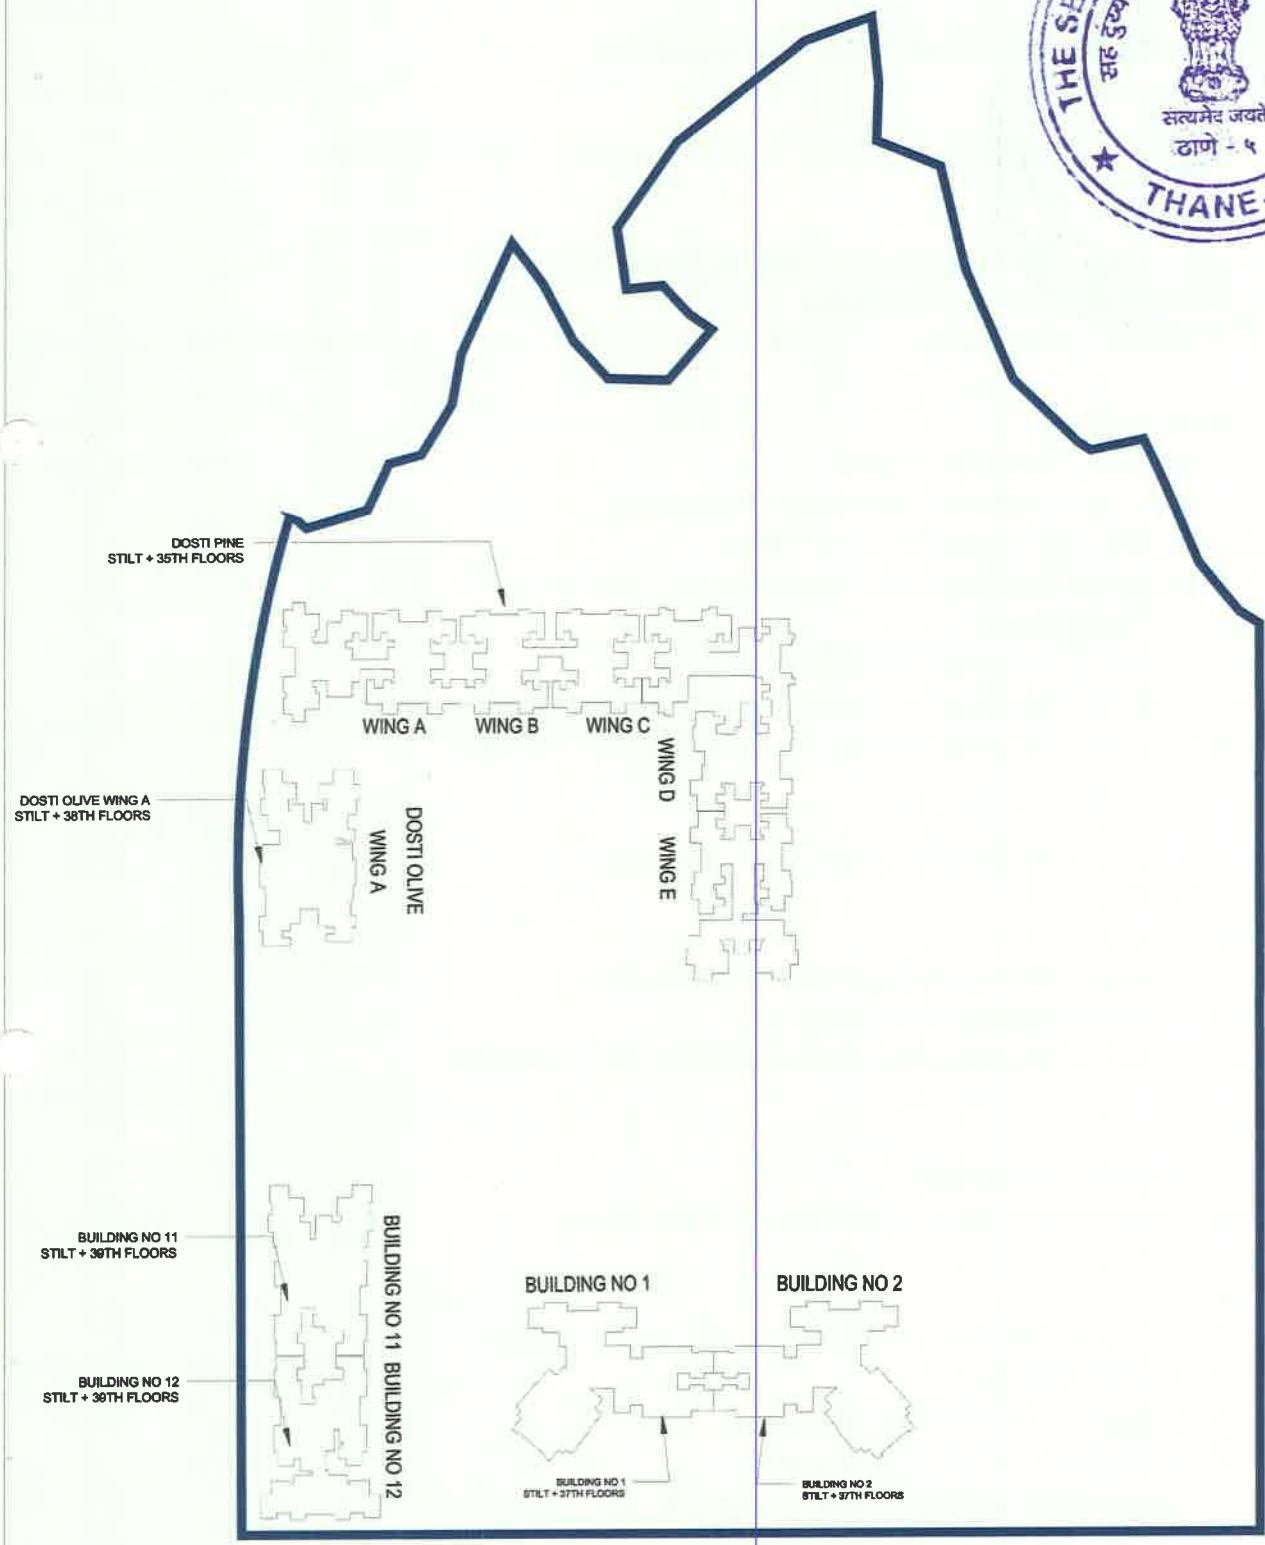 THE SE
सह दुय्य
सत्यमेव जयते
ठाणे - ५
★ THANE-
DOSTI PINE
STILT + 35TH FLOORS
WING A
WING B
WING C
WING D
WING E
DOSTI OLIVE WING A
STILT + 38TH FLOORS
DOSTI OLIVE
WING A
BUILDING NO 11
STILT + 39TH FLOORS
BUILDING NO 11
BUILDING NO 12
BUILDING NO 12
STILT + 39TH FLOORS
BUILDING NO 1
BUILDING NO 2
BUILDING NO 1
STILT + 37TH FLOORS
BUILDING NO 2
STILT + 37TH FLOORS